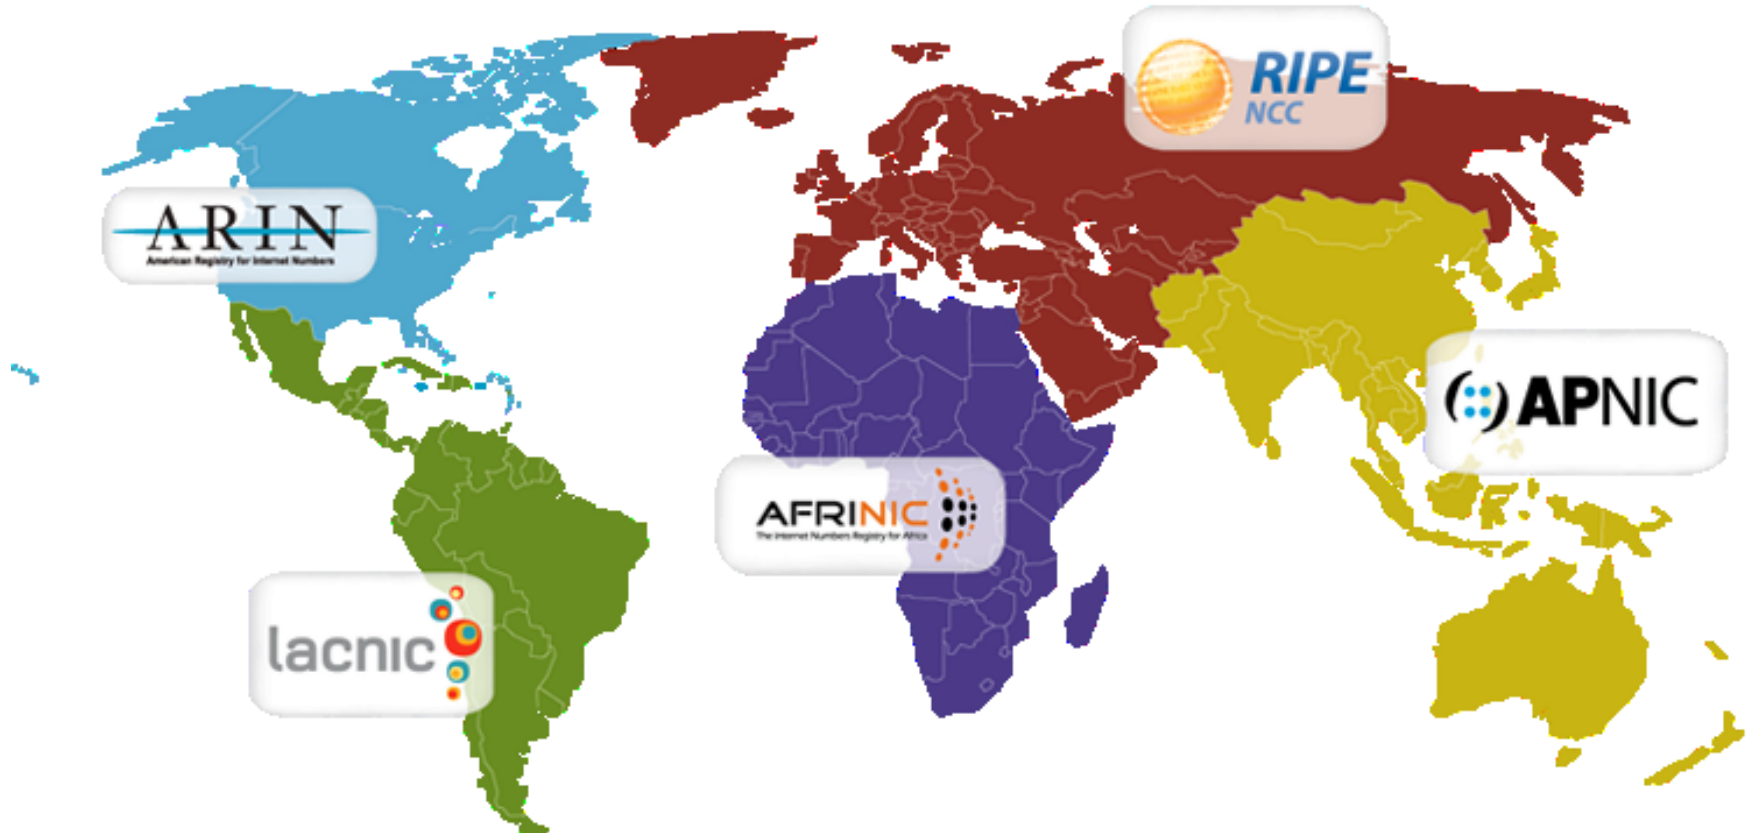 RIPE
NCC
ARIN
American Registry for Internet Numbers
APNIC
AFRINIC
The Internet Numbers Registry for Africa
lacnic